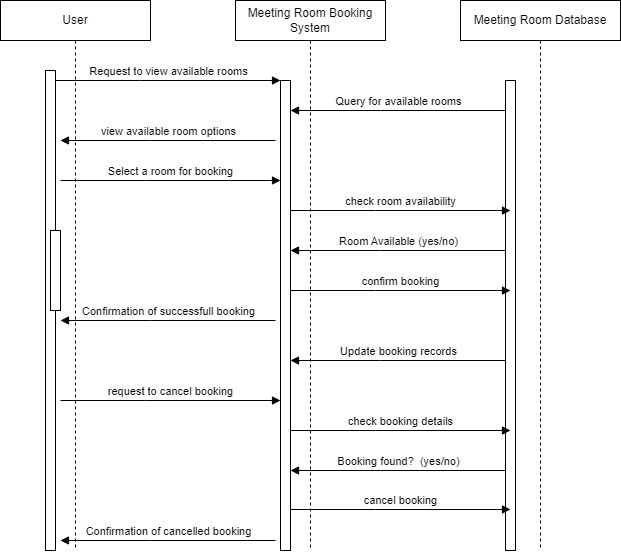 User
Meeting Room Booking
System
Meeting Room Database
Request to view available rooms
Query for available rooms
view available room options
Select a room for booking
check room availability
Room Available (yes/no)
confirm booking
Confirmation of successfull booking
Update booking records
request to cancel booking
check booking details
Booking found?  (yes/no)
cancel booking
Confirmation of cancelled booking